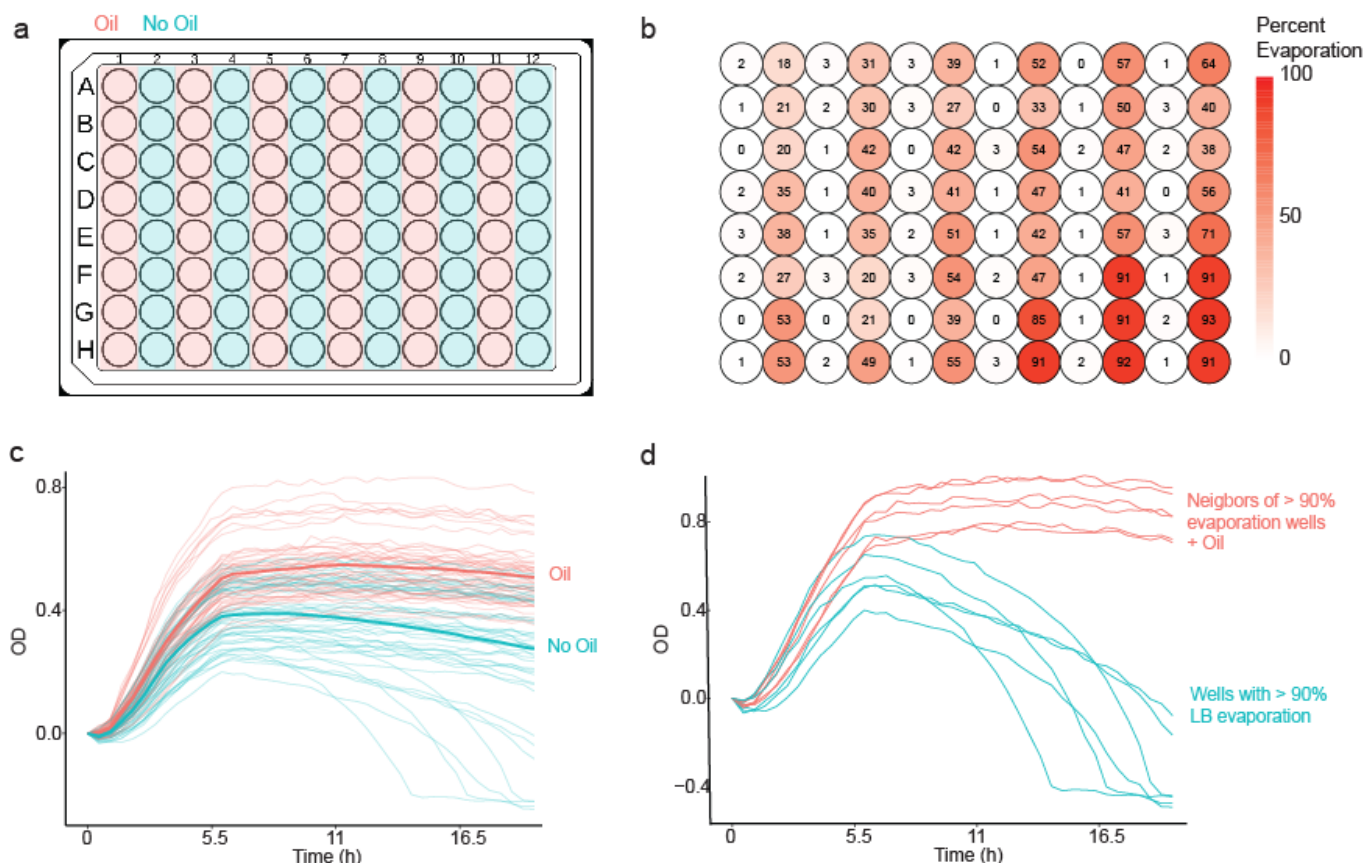 Oil No Oil
a
1 2 3 4 5 6 7 8 9 10 11 12
A
B
C
D
E
F
G
H
b
2 18 3 31 3 39 1 52 0 57 1 64
1 21 2 30 3 27 0 33 1 50 3 40
0 20 1 42 0 42 3 54 2 47 2 38
2 35 1 40 3 41 1 47 1 41 0 56
3 38 1 35 2 51 1 42 1 57 3 71
2 27 3 20 3 54 2 47 1 91 1 91
0 53 0 21 0 39 0 85 1 91 2 93
1 53 2 49 1 55 3 91 2 92 1 91
Percent
Evaporation
100
50
0
c
OD
0.8
0.4
0.0
Oil
No Oil
0 5.5 11 16.5
Time (h)
d
OD
0.8
0.4
0.0
−0.4
Neigbors of > 90%
evaporation wells
+ Oil
Wells with > 90%
LB evaporation
0 5.5 11 16.5
Time (h)